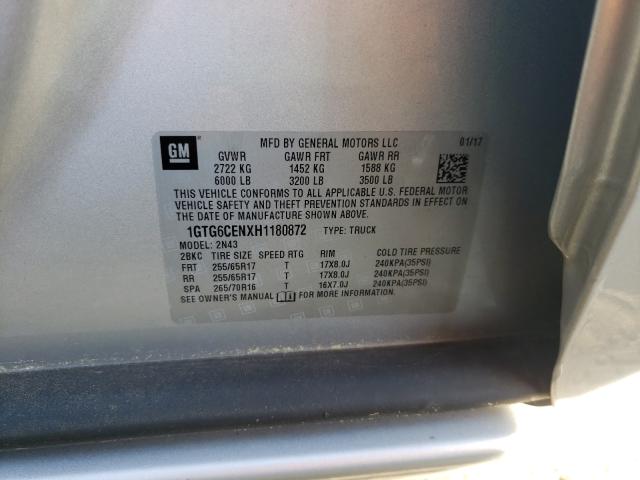 GM
MFD BY GENERAL MOTORS LLC 01/17
GVWR GAWR FRT GAWR RR
2722 KG 1452 KG 1588 KG
6000 LB 3200 LB 3500 LB
THIS VEHICLE CONFORMS TO ALL APPLICABLE U.S. FEDERAL MOTOR
VEHICLE SAFETY AND THEFT PREVENTION STANDARDS IN EFFECT ON THE
DATE OF MANUFACTURE SHOWN ABOVE.
1GTG6CENXH1180872 TYPE: TRUCK
MODEL: 2N43
2BKC TIRE SIZE SPEED RTG RIM COLD TIRE PRESSURE
FRT 255/65R17 T 17X8.0J 240KPA(35PSI)
RR 255/65R17 T 17X8.0J 240KPA(35PSI)
SPA 265/70R16 T 16X7.0J 240KPA(35PSI)
SEE OWNER'S MANUAL FOR MORE INFORMATION.